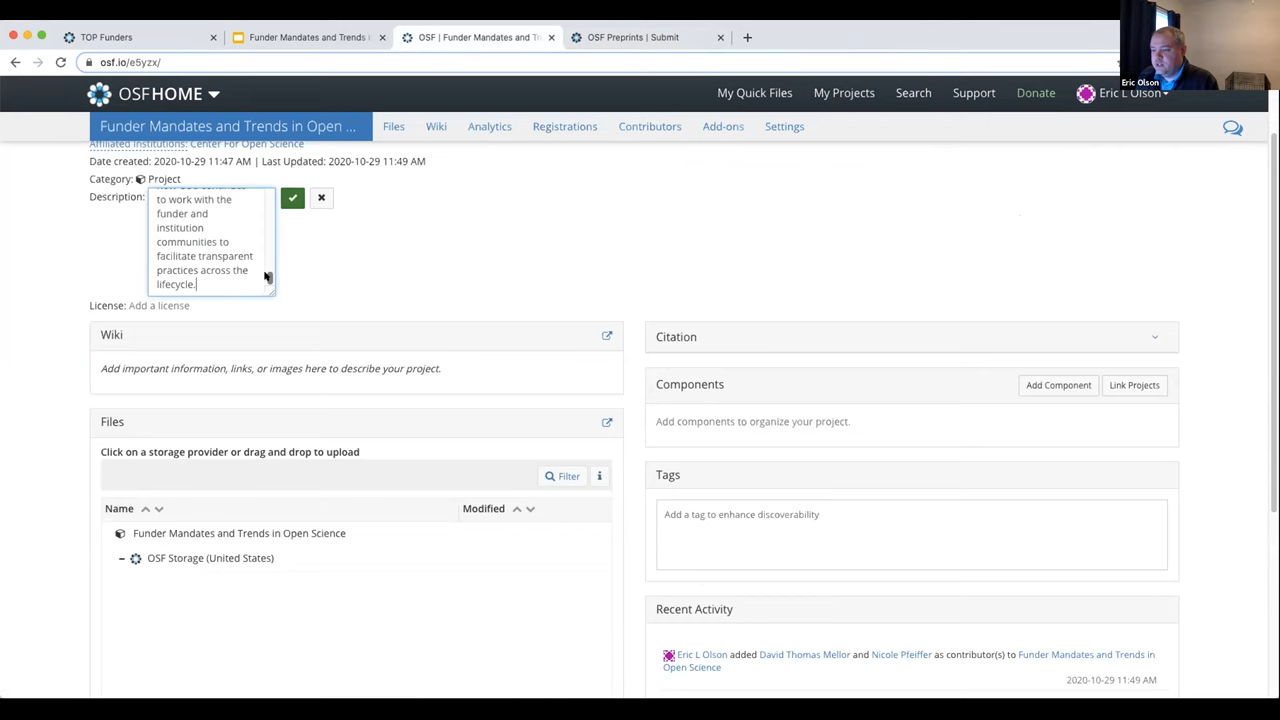 TOP Funders
Funder Mandates and Trends i
OSF | Funder Mandates and Tr
OSF Preprints | Submit
osf.io/e5yzx/
Eric Olson
OSFHOME
My Quick Files
My Projects
Search
Support
Donate
Eric L Olson
Funder Mandates and Trends in Open ...
Files
Wiki
Analytics
Registrations
Contributors
Add-ons
Settings
Affiliated Institutions: Center For Open Science
Date created: 2020-10-29 11:47 AM | Last Updated: 2020-10-29 11:49 AM
Category: Project
Description:
to work with the
funder and
institution
communities to
facilitate transparent
practices across the
lifecycle.
License: Add a license
Wiki
Add important information, links, or images here to describe your project.
Citation
Components
Add Component
Link Projects
Add components to organize your project.
Files
Click on a storage provider or drag and drop to upload
Filter
Name
Modified
Funder Mandates and Trends in Open Science
OSF Storage (United States)
Tags
Add a tag to enhance discoverability
Recent Activity
Eric L Olson added David Thomas Mellor and Nicole Pfeiffer as contributor(s) to Funder Mandates and Trends in
Open Science
2020-10-29 11:49 AM